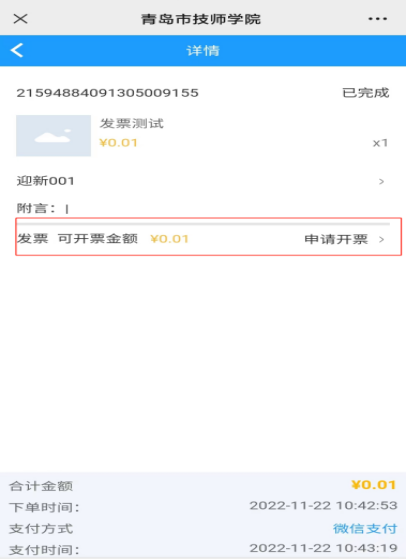 青岛市技师学院
详情
21594884091305009155 已完成
发票测试
¥0.01 x1
迎新001
附言：|
发票 可开票金额 ¥0.01 申请开票
合计金额 ¥0.01
下单时间: 2022-11-22 10:42:53
支付方式 微信支付
支付时间: 2022-11-22 10:43:19